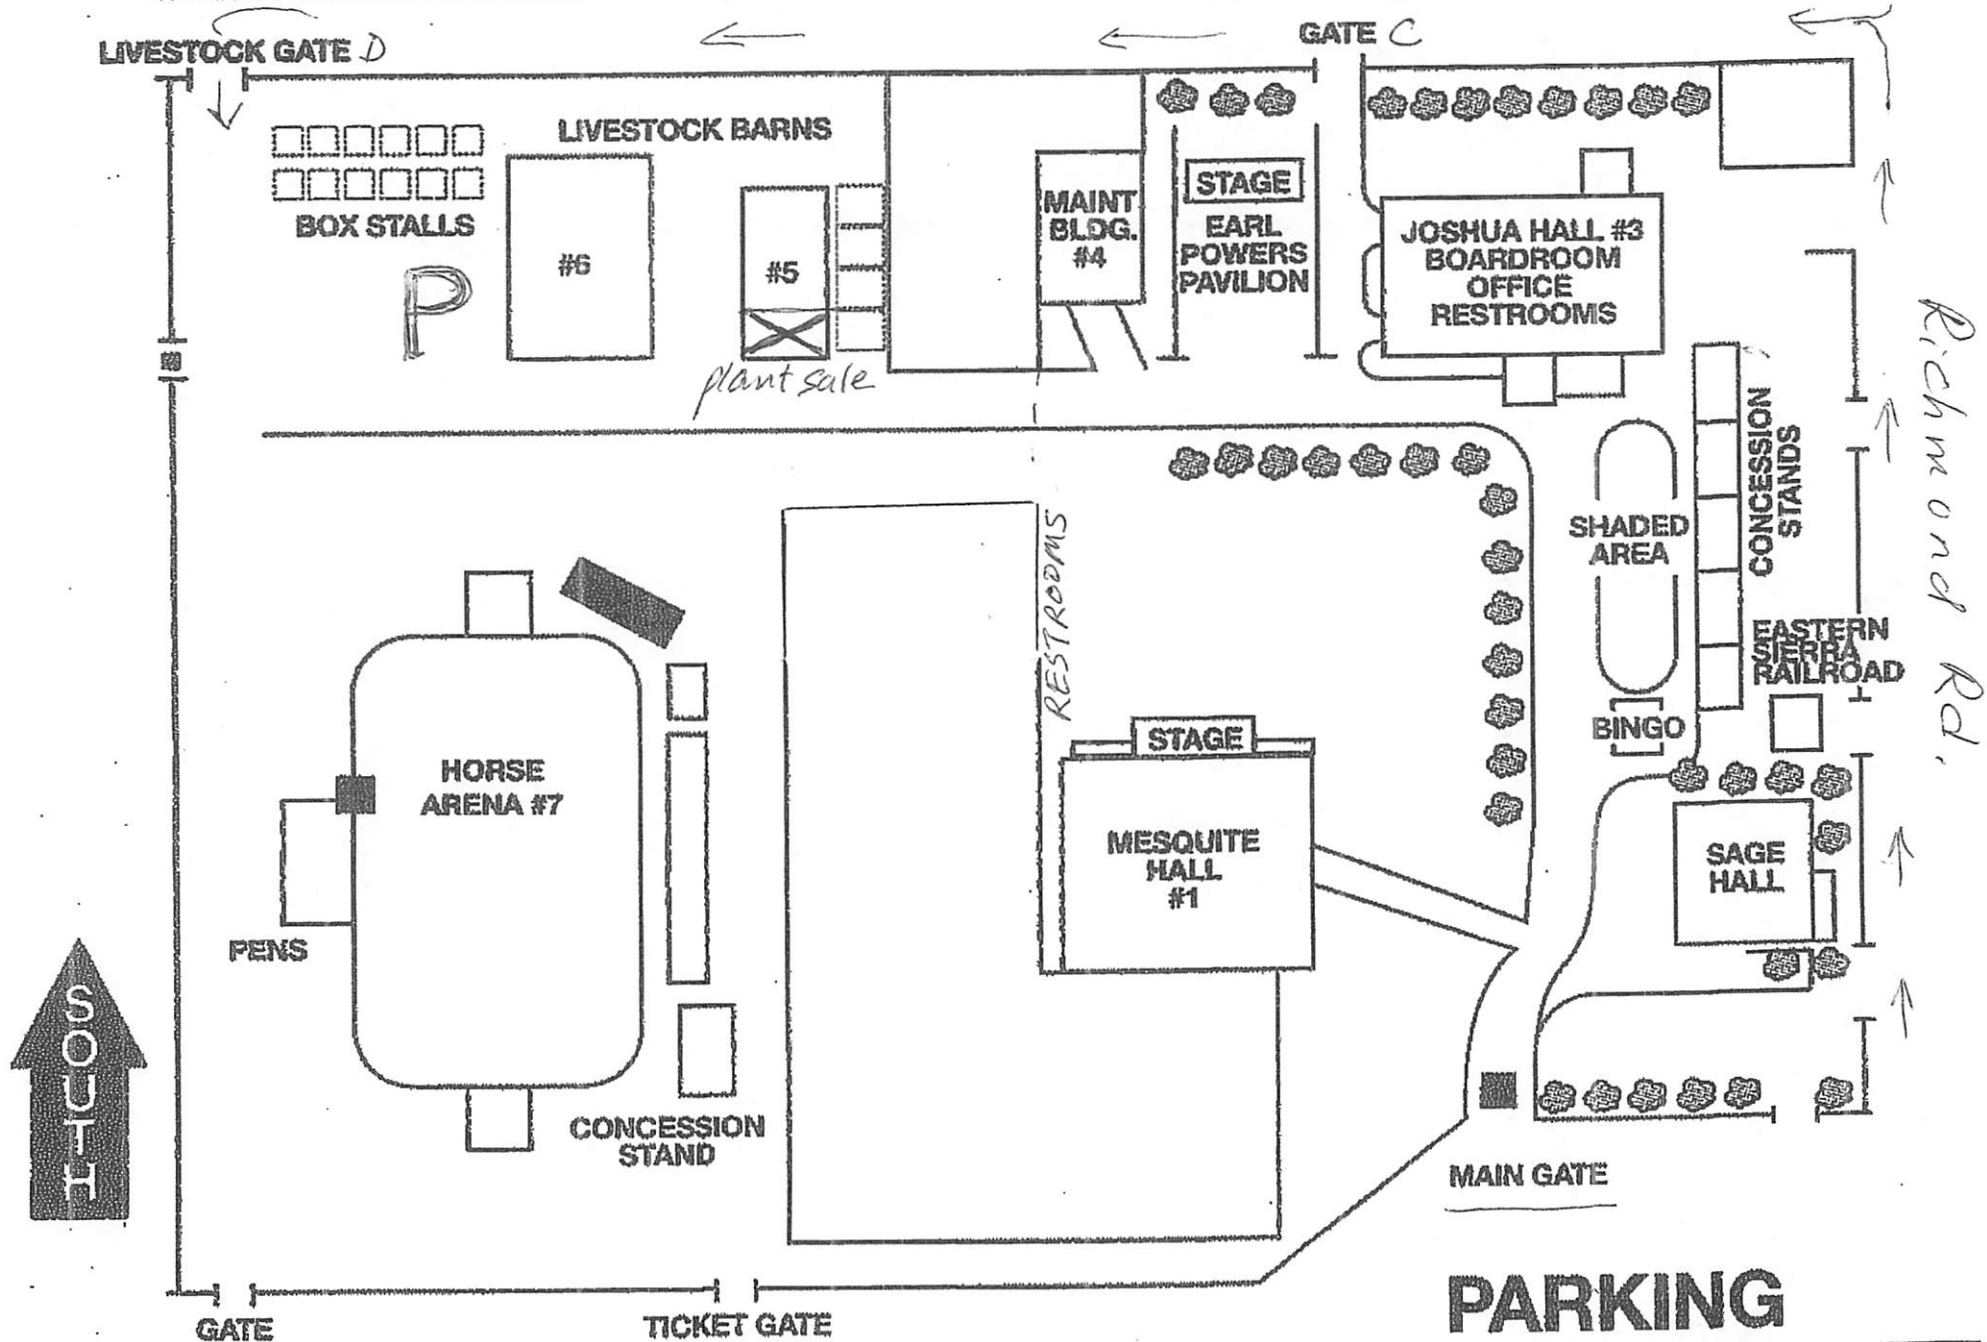 LIVESTOCK GATE D
GATE C
LIVESTOCK BARNS
BOX STALLS
P
#6
#5
plant sale
MAINT
BLDG.
#4
STAGE
EARL
POWERS
PAVILION
JOSHUA HALL #3
BOARDROOM
OFFICE
RESTROOMS
Richmond Rd.
CONCESSION
STANDS
SHADED
AREA
EASTERN
SIERRA
RAILROAD
BINGO
RESTROOMS
STAGE
MESQUITE
HALL
#1
SAGE
HALL
HORSE
ARENA #7
PENS
SOUTH
CONCESSION
STAND
MAIN GATE
PARKING
GATE
TICKET GATE